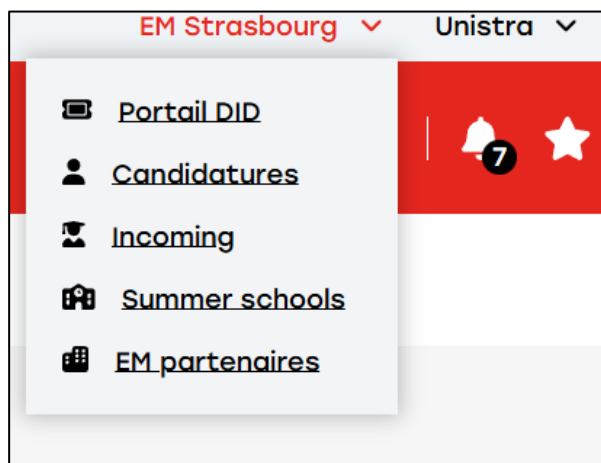 EM Strasbourg Unistra
Portail DID
7
Candidatures
Incoming
Summer schools
EM partenaires